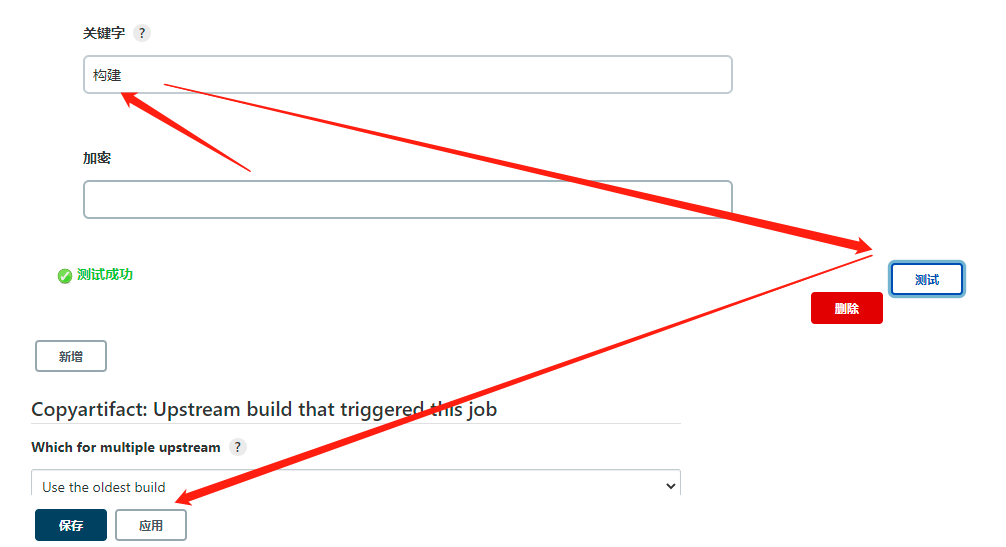 关键字 ?
构建
加密
测试成功
测试
删除
新增
Copyartifact: Upstream build that triggered this job
Which for multiple upstream ?
Use the oldest build
保存 应用